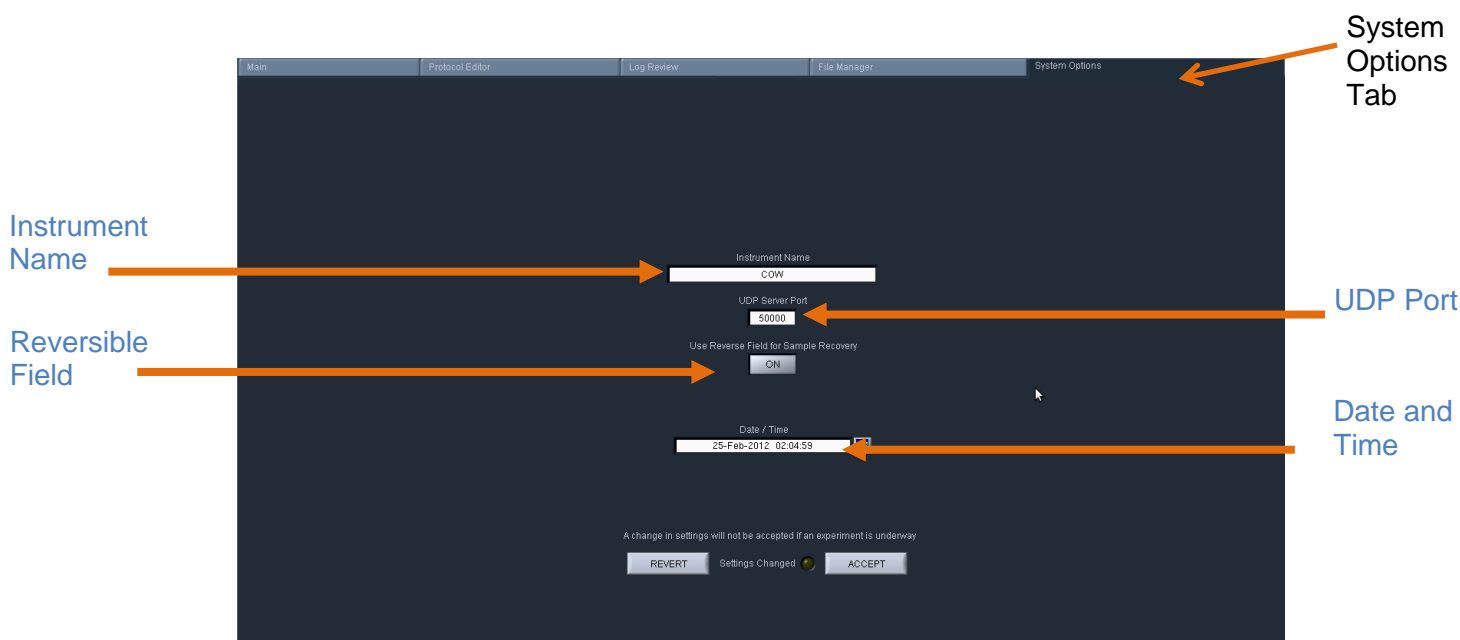 System
Options
Tab
Main
Protocol Editor
Log Review
File Manager
System Options
Instrument
Name
Instrument Name
COW
UDP Server Port
50000
UDP Port
Reversible
Field
Use Reverse Field for Sample Recovery
ON
Date and
Time
Date / Time
25-Feb-2012 02:04:59
A change in settings will not be accepted if an experiment is underway
REVERT
Settings Changed
ACCEPT